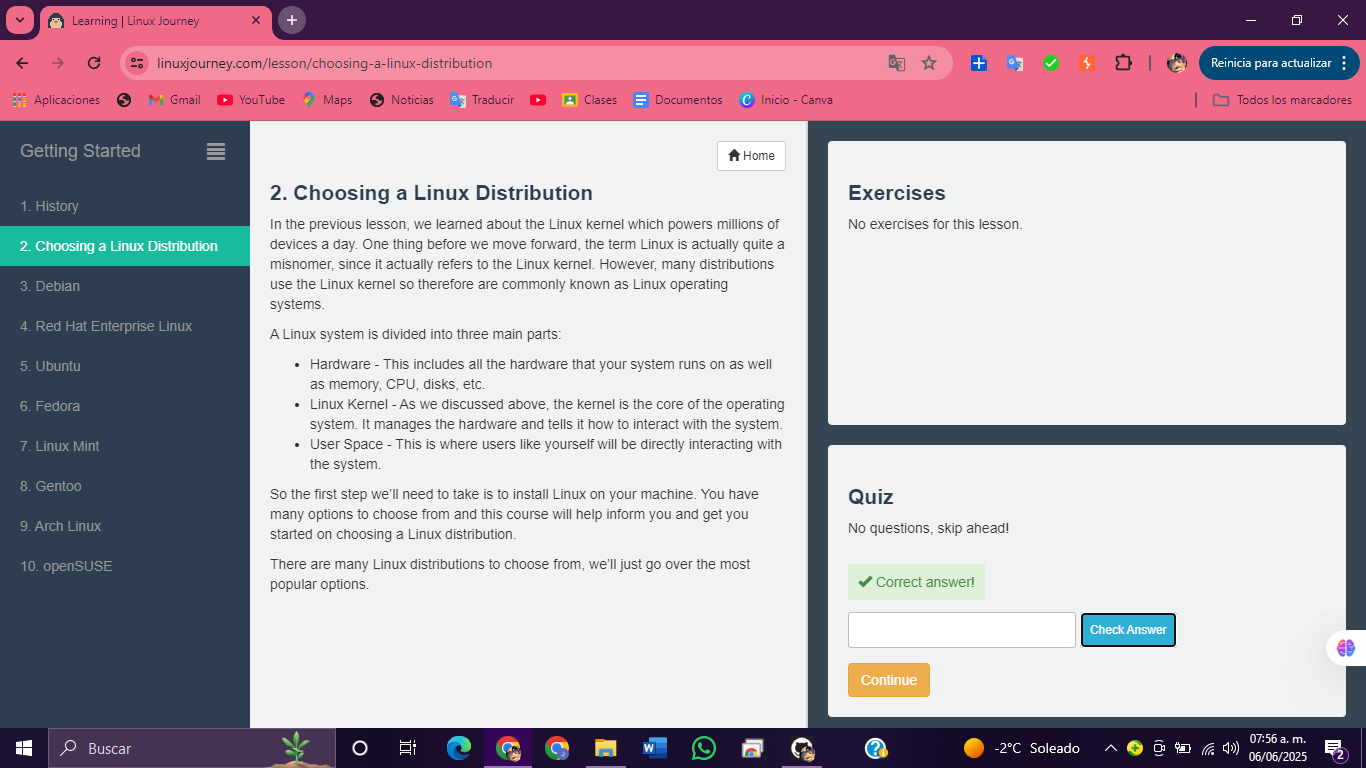 Learning | Linux Journey
linuxjourney.com/lesson/choosing-a-linux-distribution
Reinicia para actualizar
Aplicaciones
Gmail
YouTube
Maps
Noticias
Traducir
Clases
Documentos
Inicio - Canva
Todos los marcadores
Getting Started
1. History
2. Choosing a Linux Distribution
3. Debian
4. Red Hat Enterprise Linux
5. Ubuntu
6. Fedora
7. Linux Mint
8. Gentoo
9. Arch Linux
10. openSUSE
Home
2. Choosing a Linux Distribution
In the previous lesson, we learned about the Linux kernel which powers millions of
devices a day. One thing before we move forward, the term Linux is actually quite a
misnomer, since it actually refers to the Linux kernel. However, many distributions
use the Linux kernel so therefore are commonly known as Linux operating
systems.
A Linux system is divided into three main parts:
• Hardware - This includes all the hardware that your system runs on as well
as memory, CPU, disks, etc.
• Linux Kernel - As we discussed above, the kernel is the core of the operating
system. It manages the hardware and tells it how to interact with the system.
• User Space - This is where users like yourself will be directly interacting with
the system.
So the first step we'll need to take is to install Linux on your machine. You have
many options to choose from and this course will help inform you and get you
started on choosing a Linux distribution.
There are many Linux distributions to choose from, we'll just go over the most
popular options.
Exercises
No exercises for this lesson.
Quiz
No questions, skip ahead!
Correct answer!
Check Answer
Continue
Buscar
-2°C Soleado
07:56 a. m.
06/06/2025
2